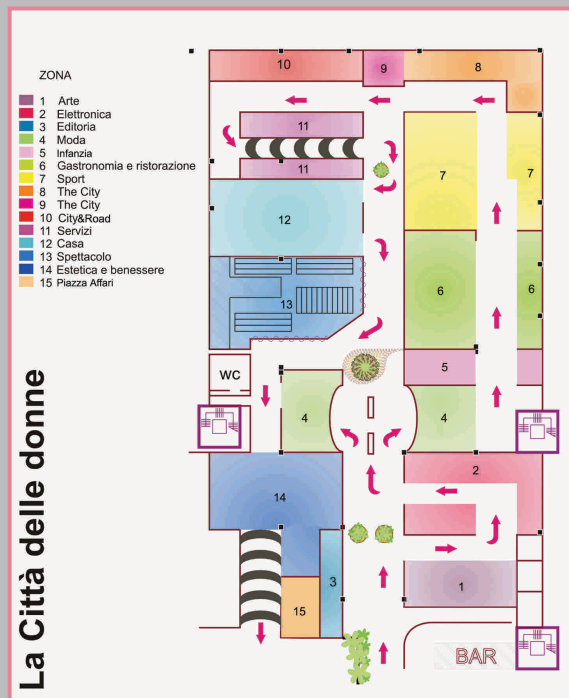 La Città delle donne
ZONA
1 Arte
2 Elettronica
3 Editoria
4 Moda
5 Infanzia
6 Gastronomia e ristorazione
7 Sport
8 The City
9 The City
10 City&Road
11 Servizi
12 Casa
13 Spettacolo
14 Estetica e benessere
15 Piazza Affari
10
9
8
11
11
7
7
12
6
6
13
5
WC
4
4
2
14
3
1
15
BAR